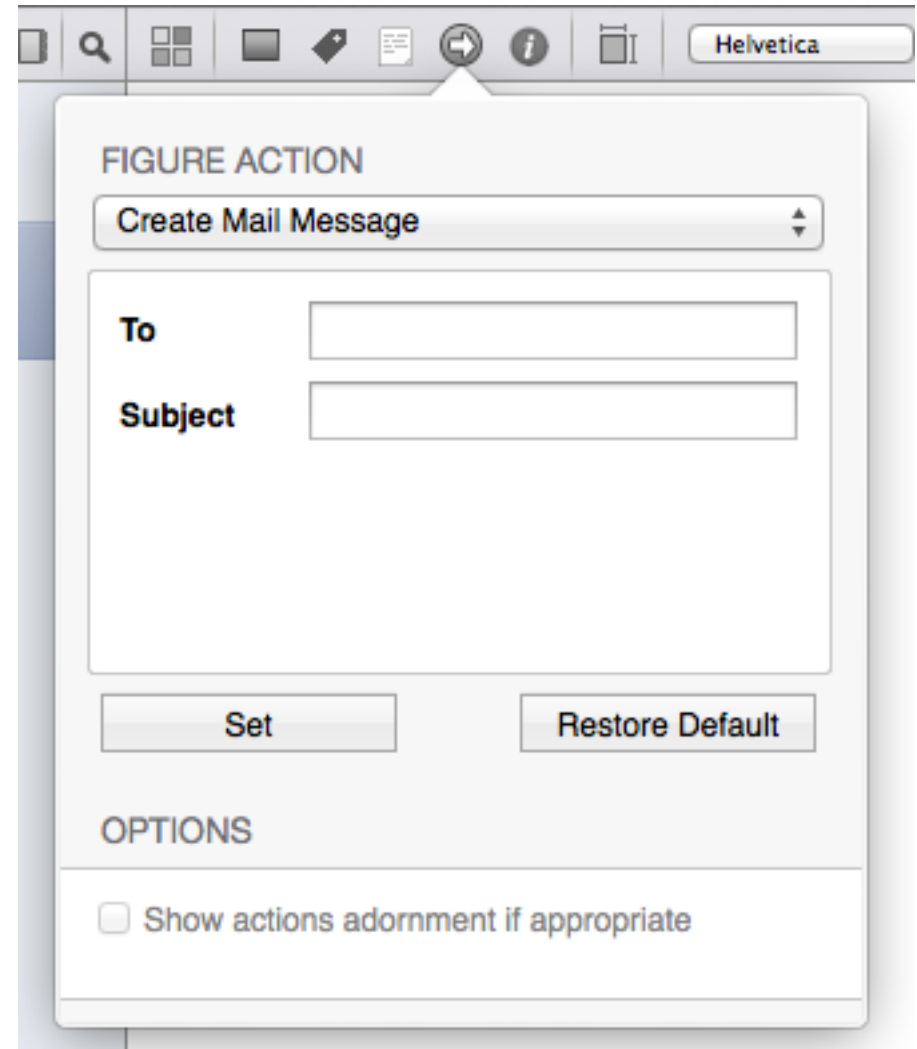 Helvetica
FIGURE ACTION
Create Mail Message
To
Subject
Set Restore Default
OPTIONS
Show actions adornment if appropriate